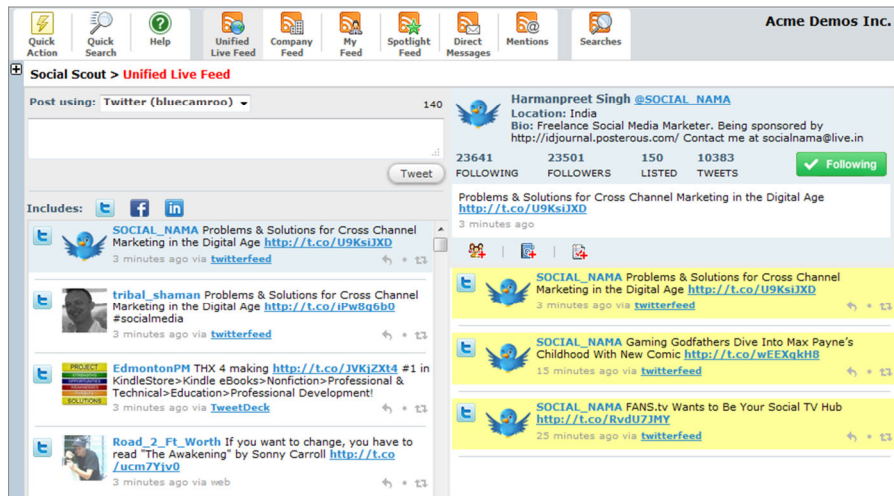 Acme Demos Inc.
Quick Action
Quick Search
Help
Unified Live Feed
Company Feed
My Feed
Spotlight Feed
Direct Messages
Mentions
Searches
Social Scout > Unified Live Feed
Post using: Twitter (bluecamroo)
140
Tweet
Includes:
SOCIAL_NAMA Problems & Solutions for Cross Channel
Marketing in the Digital Age http://t.co/U9KsiJXD
3 minutes ago via twitterfeed
tribal_shaman Problems & Solutions for Cross Channel
Marketing in the Digital Age http://t.co/iPw8g6b0
#socialmedia
3 minutes ago via twitterfeed
PROJECT
SOLUTIONS
EdmontonPM THX 4 making http://t.co/JVKjZXt4 #1 in
KindleStore>Kindle eBooks>Nonfiction>Professional &
Technical>Education>Professional Development!
3 minutes ago via TweetDeck
Road_2_Ft_Worth If you want to change, you have to
read "The Awakening" by Sonny Carroll http://t.co
/ucm7Yjv0
3 minutes ago via web
Harmanpreet Singh @SOCIAL_NAMA
Location: India
Bio: Freelance Social Media Marketer. Being sponsored by
http://idjournal.posterous.com/ Contact me at socialnama@live.in
23641 23501 150 10383
FOLLOWING FOLLOWERS LISTED TWEETS
Following
Problems & Solutions for Cross Channel Marketing in the Digital Age
http://t.co/U9KsiJXD
3 minutes ago
SOCIAL_NAMA Problems & Solutions for Cross Channel
Marketing in the Digital Age http://t.co/U9KsiJXD
3 minutes ago via twitterfeed
SOCIAL_NAMA Gaming Godfathers Dive Into Max Payne's
Childhood With New Comic http://t.co/wEEXqkH8
15 minutes ago via twitterfeed
SOCIAL_NAMA FANS.tv Wants to Be Your Social TV Hub
http://t.co/RvdU7JMY
25 minutes ago via twitterfeed